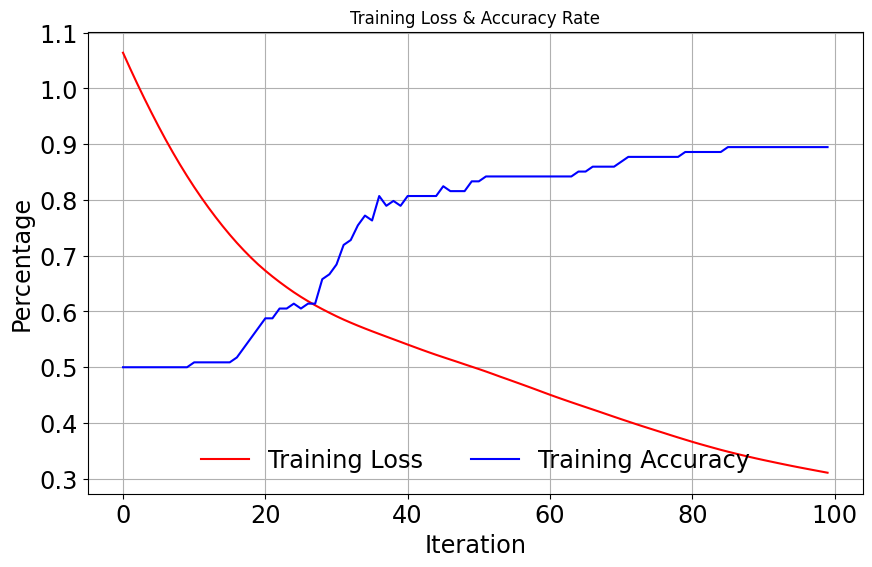 Training Loss & Accuracy Rate
1.1
1.0
0.9
0.8
0.7
0.6
0.5
0.4
0.3
Percentage
Training Loss Training Accuracy
0 20 40 60 80 100
Iteration